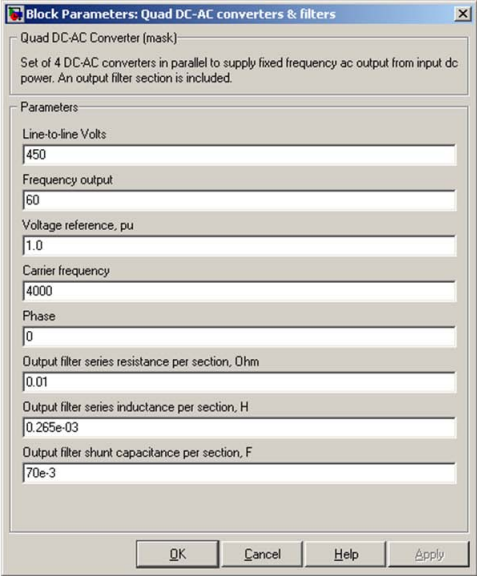 Block Parameters: Quad DC-AC converters & filters
Quad DC-AC Converter (mask)
Set of 4 DC-AC converters in parallel to supply fixed frequency ac output from input dc
power. An output filter section is included.
Parameters
Line-to-line Volts
450
Frequency output
60
Voltage reference, pu
1.0
Carrier frequency
4000
Phase
0
Output filter series resistance per section, Ohm
0.01
Output filter series inductance per section, H
0.265e-03
Output filter shunt capacitance per section, F
70e-3
OK Cancel Help Apply